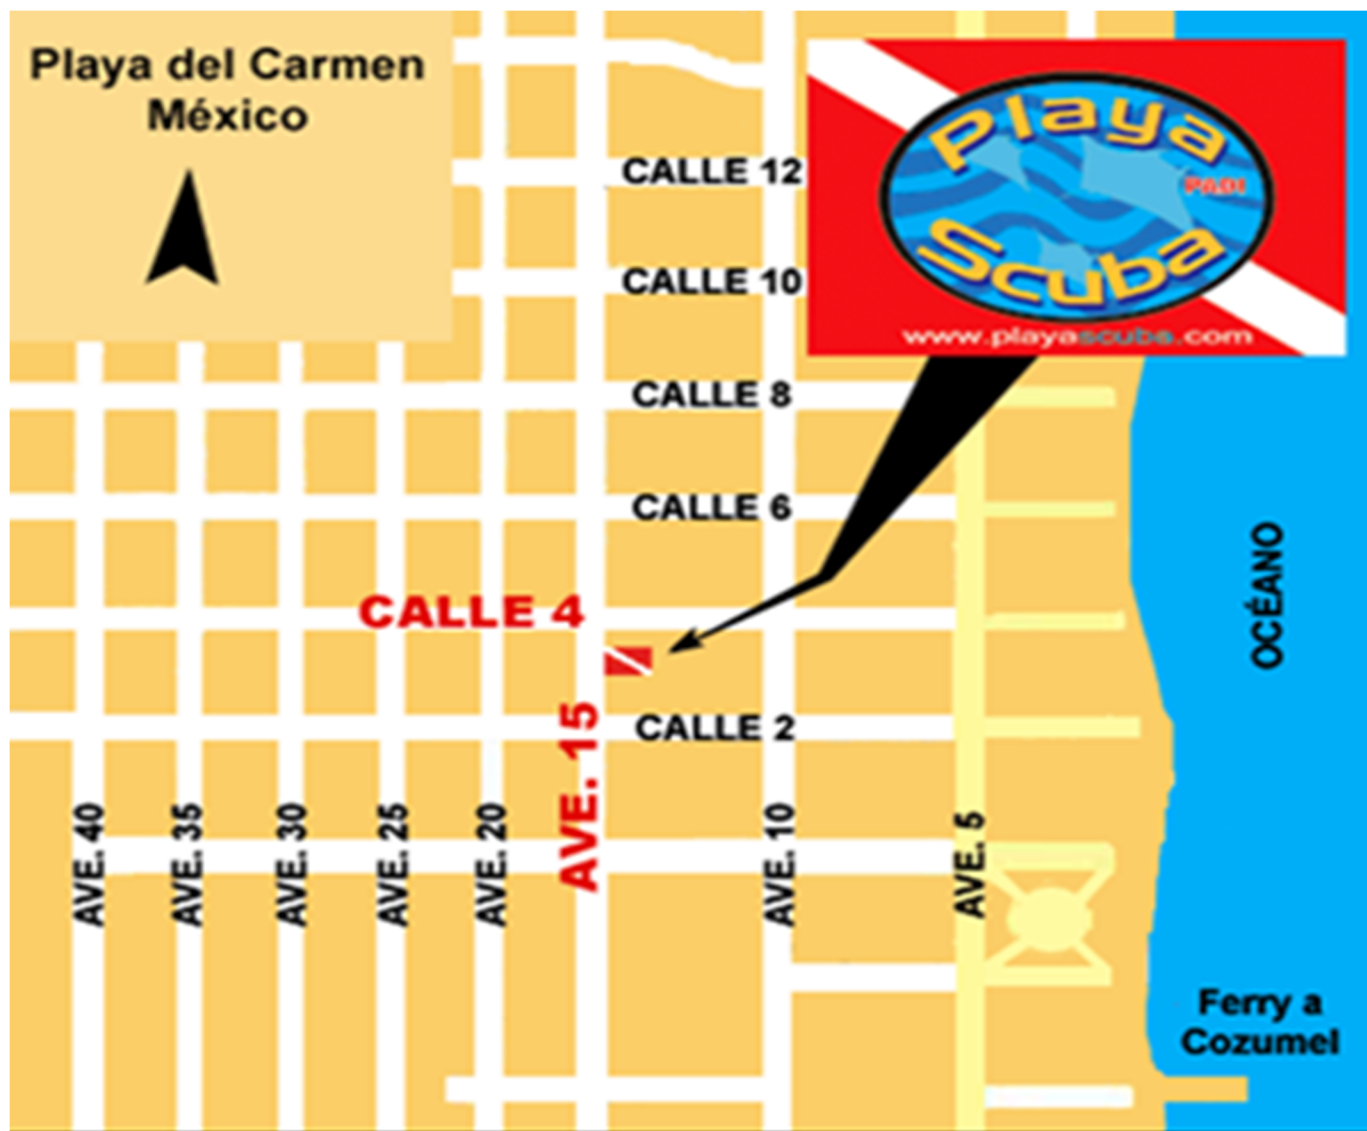 Playa del Carmen
México
Playa
PADI
Scuba
www.playascuba.com
CALLE 12
CALLE 10
CALLE 8
CALLE 6
CALLE 4
CALLE 2
OCÉANO
AVE. 40
AVE. 35
AVE. 30
AVE. 25
AVE. 20
AVE. 15
AVE. 10
AVE. 5
Ferry a
Cozumel